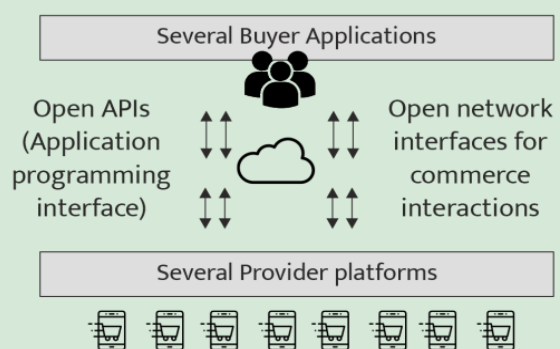 Several Buyer Applications
Open APIs
(Application
programming
interface)
Open network
interfaces for
commerce
interactions
Several Provider platforms